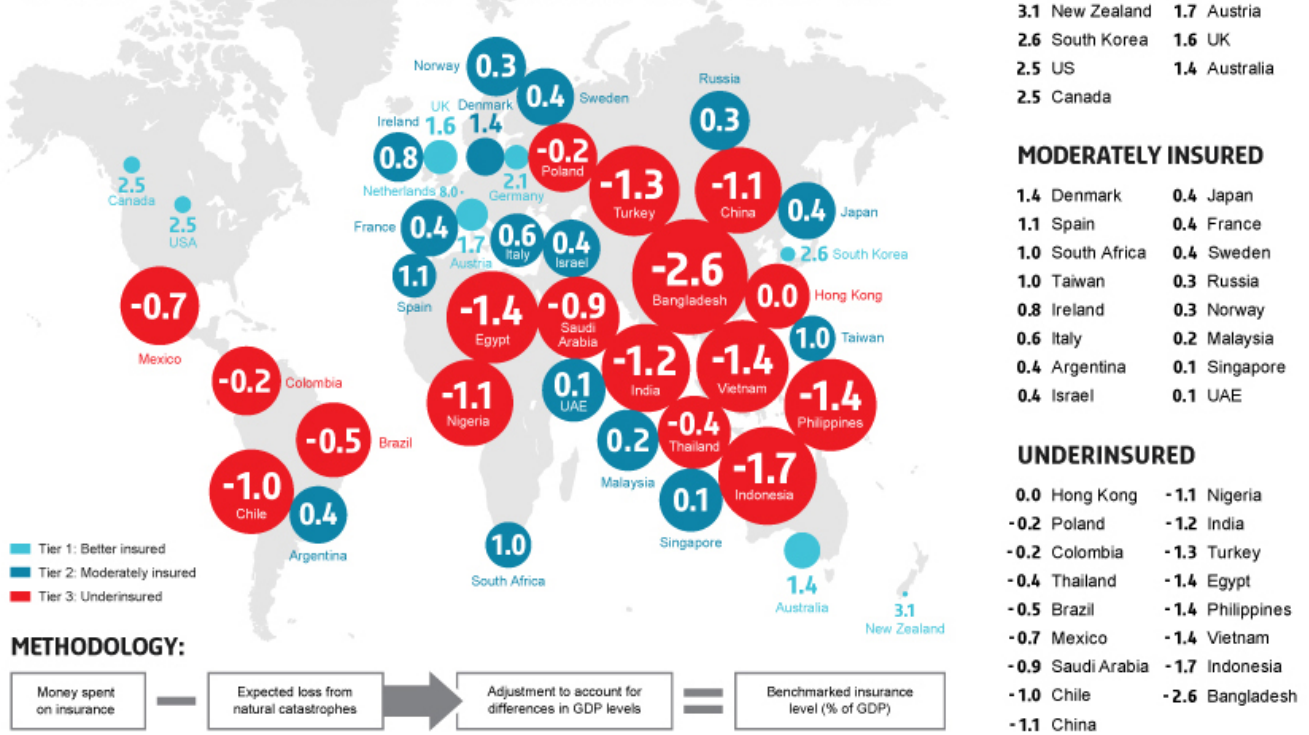 Norway 0.3
0.4 Sweden
Russia
0.3
UK Denmark
Ireland 1.6 1.4
0.8
-0.2
Poland
2.1
Germany
Netherlands 8.0
-1.3
Turkey
-1.1
China
0.4 Japan
2.5
Canada
2.5
USA
France 0.4
1.7
Austria
0.6
Italy
0.4
Israel
2.6 South Korea
-2.6
Bangladesh
1.1
Spain
0.0 Hong Kong
-0.7
Mexico
-1.4
Egypt
-0.9
Saudi
Arabia
1.0 Taiwan
-1.2
India
-1.4
Vietnam
-0.2 Colombia
-1.1
Nigeria
0.1
UAE
-1.4
Philippines
-0.5 Brazil
0.2
Malaysia
-0.4
Thailand
-1.7
Indonesia
-1.0
Chile
0.4
Argentina
0.1
Singapore
1.0
South Africa
1.4
Australia
3.1
New Zealand
Tier 1: Better insured
Tier 2: Moderately insured
Tier 3: Underinsured
METHODOLOGY:
Money spent
on insurance
Expected loss from
natural catastrophes
Adjustment to account for
differences in GDP levels
Benchmarked insurance
level (% of GDP)
3.1 New Zealand 1.7 Austria
2.6 South Korea 1.6 UK
2.5 US 1.4 Australia
2.5 Canada
MODERATELY INSURED
1.4 Denmark 0.4 Japan
1.1 Spain 0.4 France
1.0 South Africa 0.4 Sweden
1.0 Taiwan 0.3 Russia
0.8 Ireland 0.3 Norway
0.6 Italy 0.2 Malaysia
0.4 Argentina 0.1 Singapore
0.4 Israel 0.1 UAE
UNDERINSURED
0.0 Hong Kong -1.1 Nigeria
-0.2 Poland -1.2 India
-0.2 Colombia -1.3 Turkey
-0.4 Thailand -1.4 Egypt
-0.5 Brazil -1.4 Philippines
-0.7 Mexico -1.4 Vietnam
-0.9 Saudi Arabia -1.7 Indonesia
-1.0 Chile -2.6 Bangladesh
-1.1 China